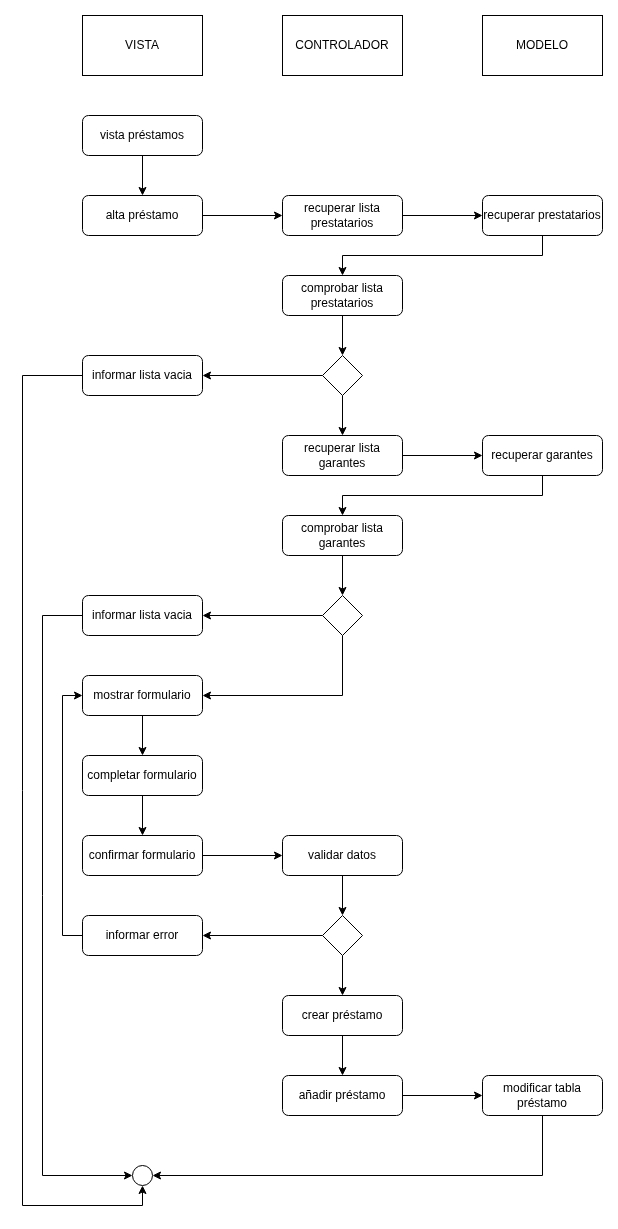 VISTA
CONTROLADOR
MODELO
vista préstamos
alta préstamo
recuperar lista
prestatarios
recuperar prestatarios
comprobar lista
prestatarios
informar lista vacia
recuperar lista
garantes
recuperar garantes
comprobar lista
garantes
informar lista vacia
mostrar formulario
completar formulario
confirmar formulario
validar datos
informar error
crear préstamo
añadir préstamo
modificar tabla
préstamo